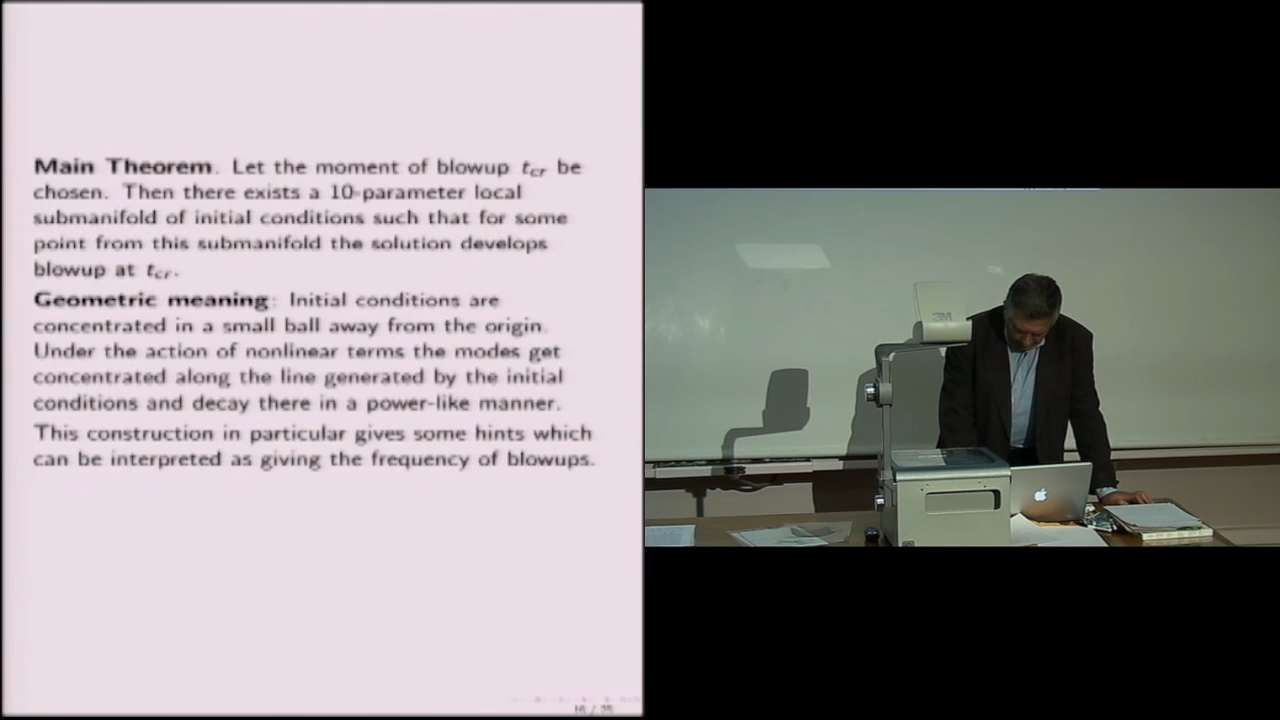 Main Theorem. Let the moment of blowup t_cr be
chosen. Then there exists a 10-parameter local
submanifold of initial conditions such that for some
point from this submanifold the solution develops
blowup at t_cr.
Geometric meaning: Initial conditions are
concentrated in a small ball away from the origin.
Under the action of nonlinear terms the modes get
concentrated along the line generated by the initial
conditions and decay there in a power-like manner.
This construction in particular gives some hints which
can be interpreted as giving the frequency of blowups.
3M